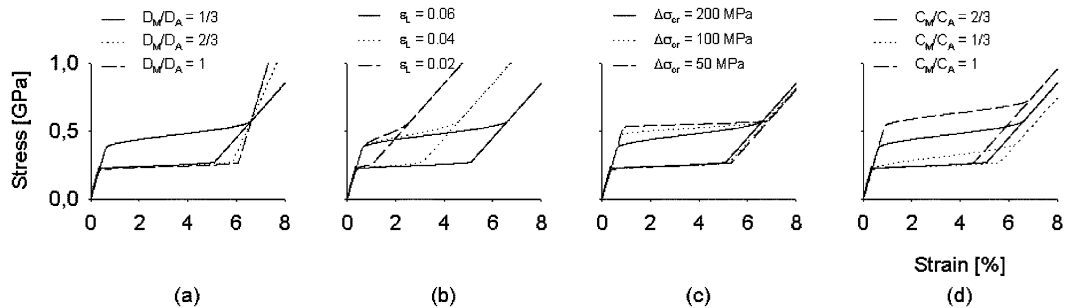 D_M/D_A = 1/3
D_M/D_A = 2/3
D_M/D_A = 1
ε_L = 0.06
ε_L = 0.04
ε_L = 0.02
Δσ_cr = 200 MPa
Δσ_cr = 100 MPa
Δσ_cr = 50 MPa
C_M/C_A = 2/3
C_M/C_A = 1/3
C_M/C_A = 1
Stress [GPa]
1,0
0,5
0,0
0 2 4 6 8
0 2 4 6 8
0 2 4 6 8
0 2 4 6 8
Strain [%]
(a) (b) (c) (d)